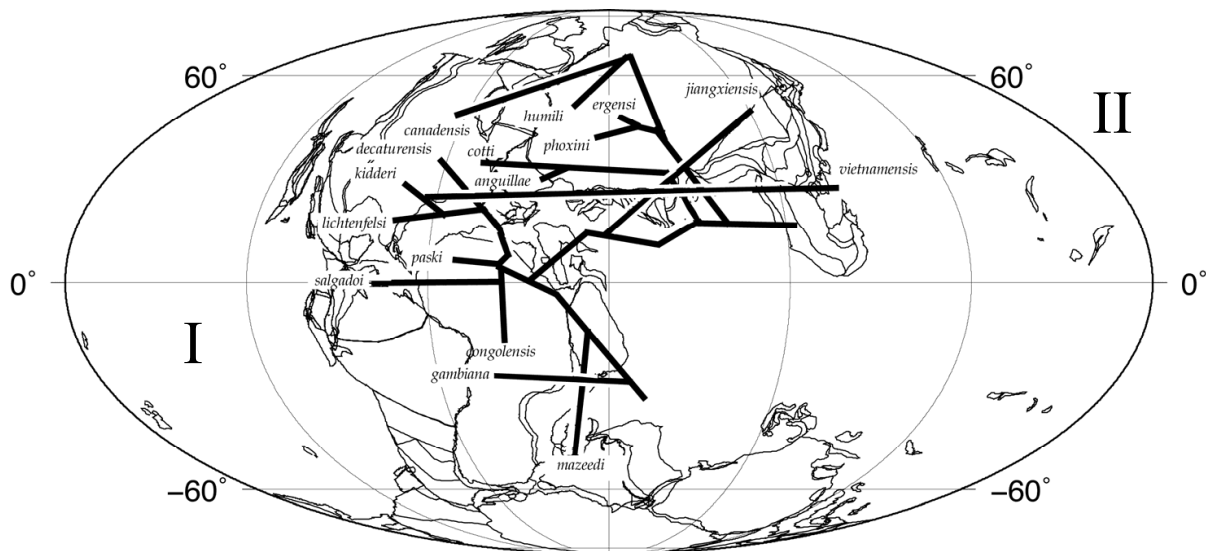 60°
60°
jiangxiensis
ergensi
humili
II
canadensis
phoxini
decaturensis
cotti
vietnamensis
kidderi
anguillae
lichtenfelsi
paski
0°
salgadoi
0°
I
congolensis
gambiana
mazeedi
−60°
−60°